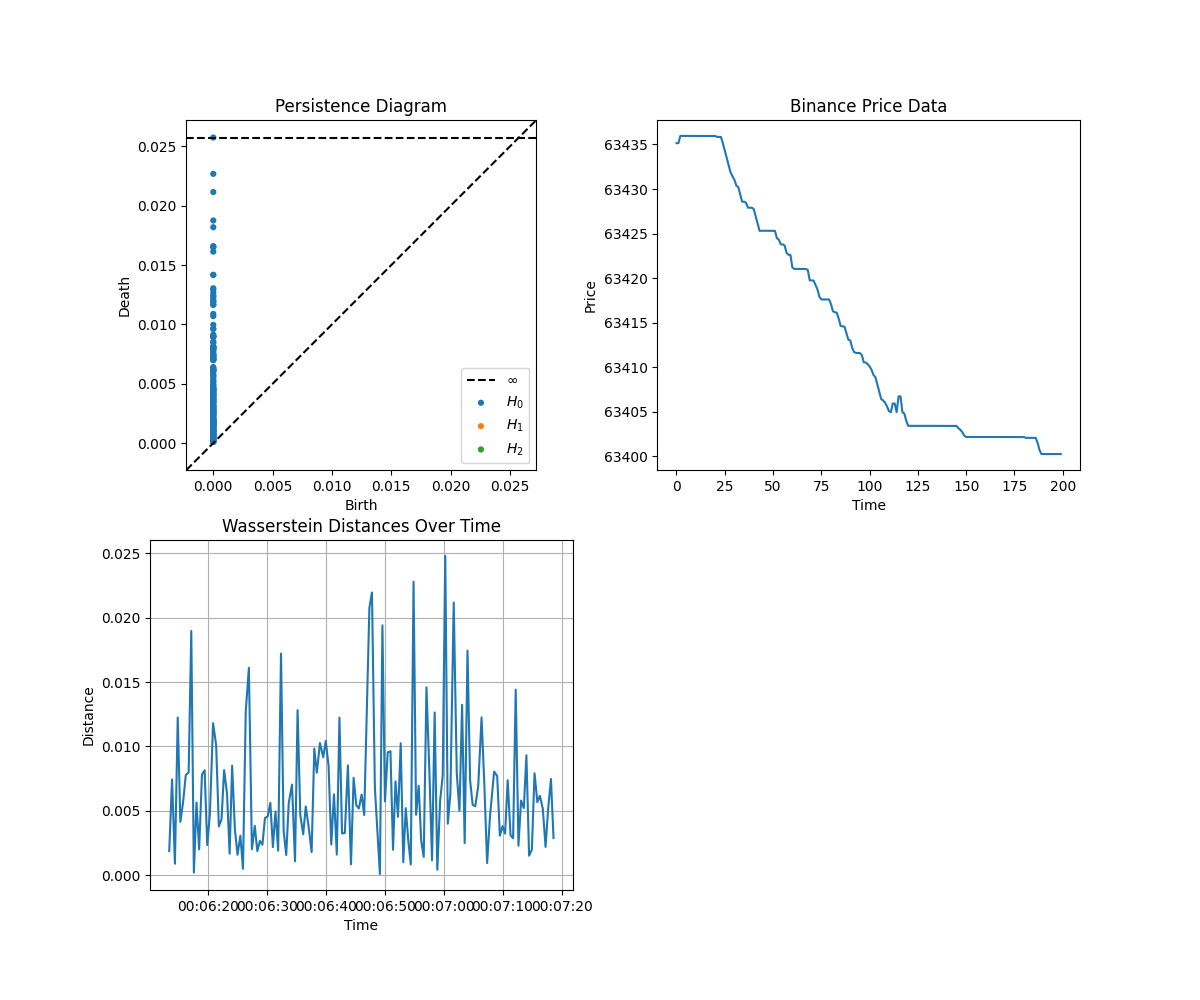 Persistence Diagram
0.025
0.020
0.015
0.010
0.005
0.000
Death
∞
H₀
H₁
H₂
0.000 0.005 0.010 0.015 0.020 0.025
Birth
Binance Price Data
63435
63430
63425
63420
63415
63410
63405
63400
Price
0 25 50 75 100 125 150 175 200
Time
Wasserstein Distances Over Time
0.025
0.020
0.015
0.010
0.005
0.000
Distance
00:06:20 00:06:30 00:06:40 00:06:50 00:07:00 00:07:10 00:07:20
Time